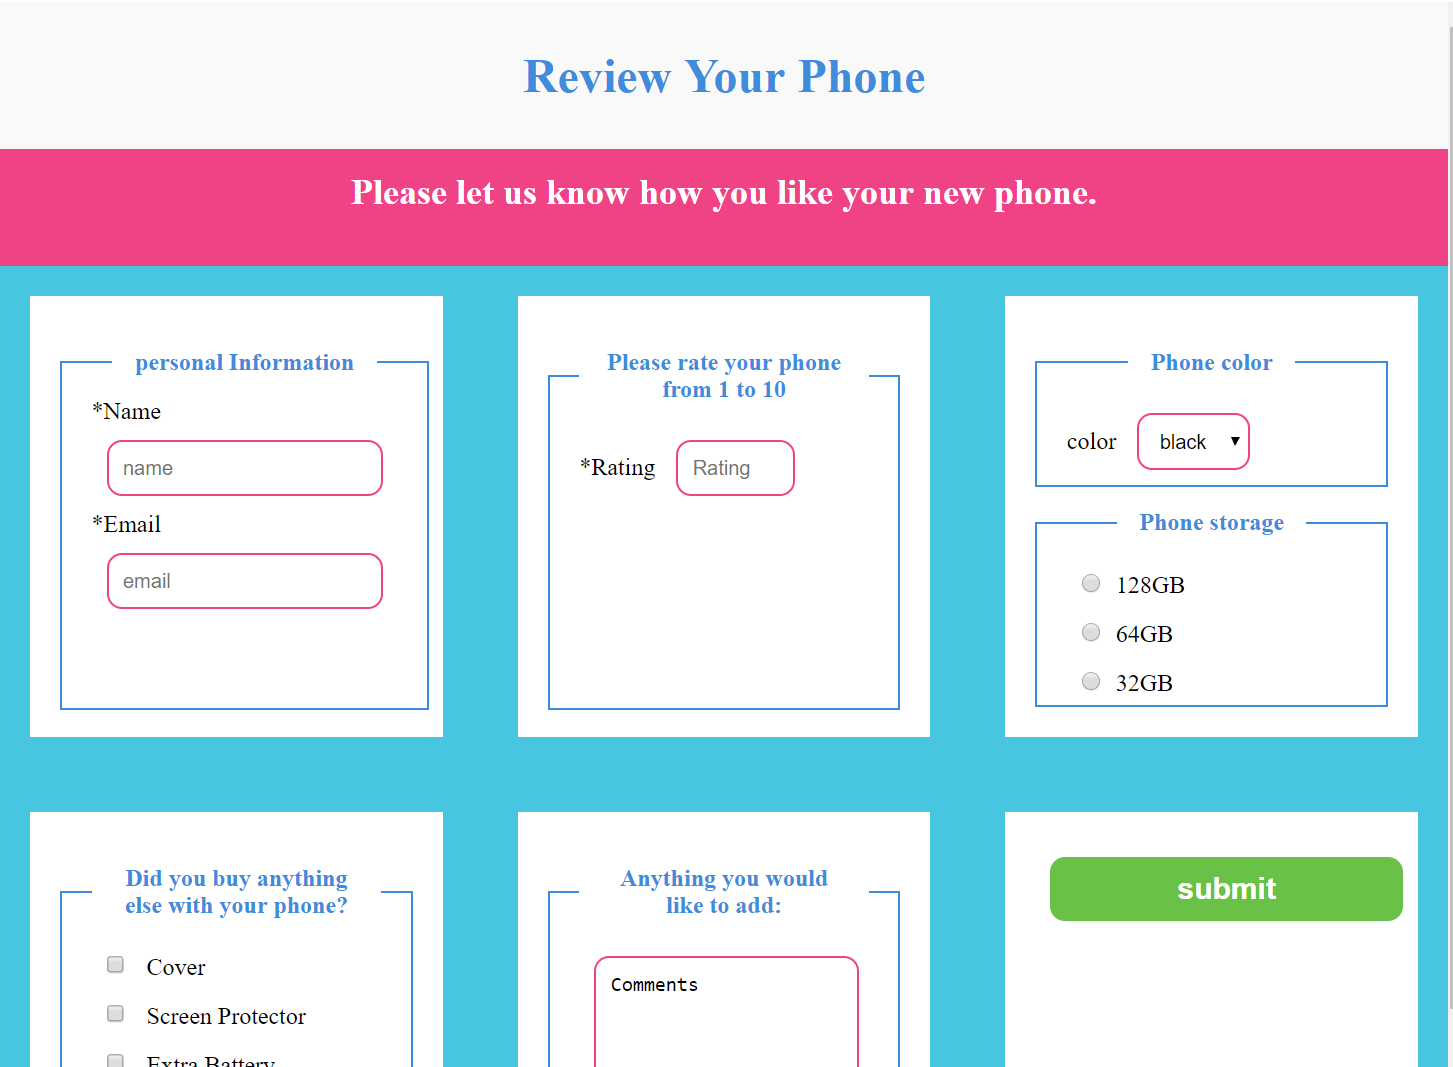 Review Your Phone
Please let us know how you like your new phone.
personal Information
*Name
name
*Email
email
Please rate your phone
from 1 to 10
*Rating
Rating
Phone color
color
black
Phone storage
128GB
64GB
32GB
Did you buy anything
else with your phone?
Cover
Screen Protector
Extra Battery
Anything you would
like to add:
Comments
submit